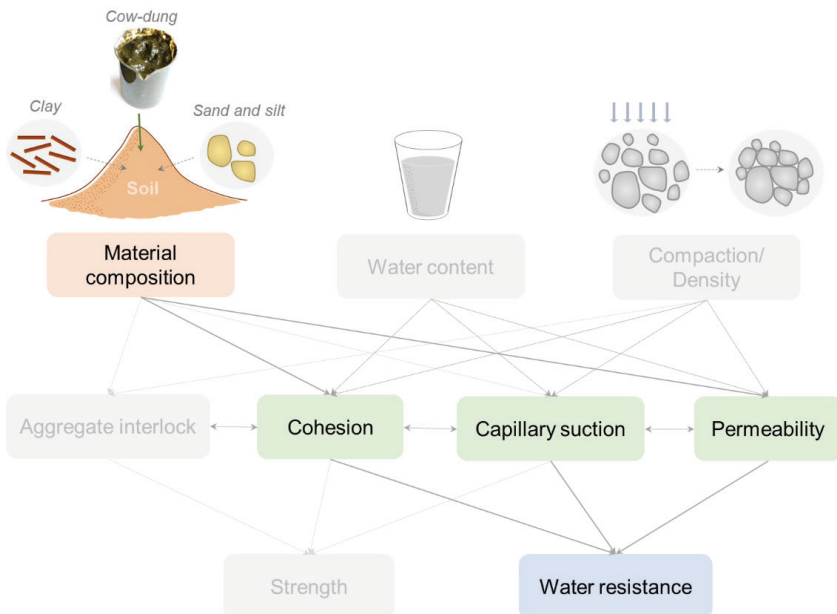 Cow-dung
Clay
Sand and silt
Soil
Material
composition
Water content
Compaction/
Density
Aggregate interlock
Cohesion
Capillary suction
Permeability
Strength
Water resistance